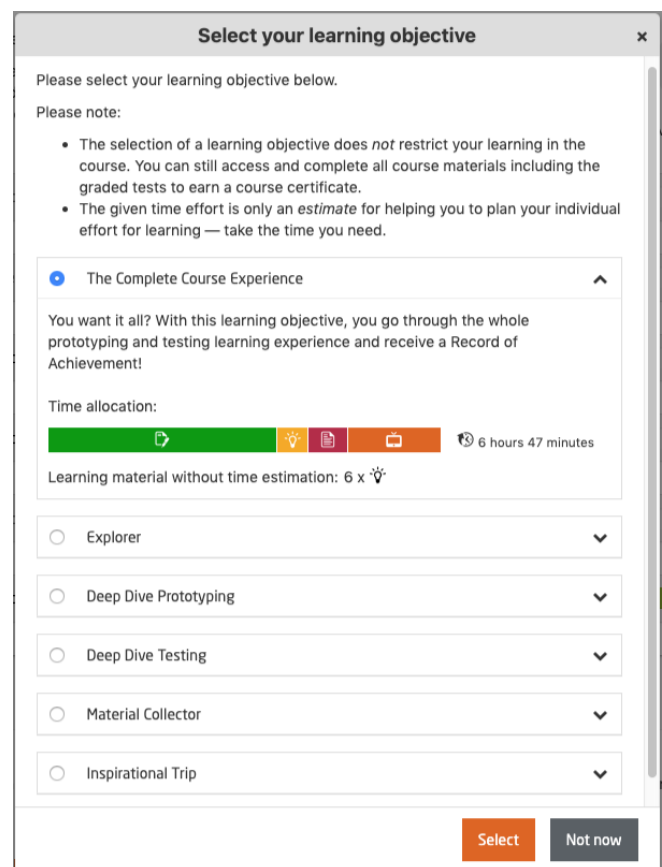 Select your learning objective
×
Please select your learning objective below.
Please note:
• The selection of a learning objective does not restrict your learning in the
course. You can still access and complete all course materials including the
graded tests to earn a course certificate.
• The given time effort is only an estimate for helping you to plan your individual
effort for learning — take the time you need.
The Complete Course Experience
You want it all? With this learning objective, you go through the whole
prototyping and testing learning experience and receive a Record of
Achievement!
Time allocation:
6 hours 47 minutes
Learning material without time estimation: 6 x
Explorer
Deep Dive Prototyping
Deep Dive Testing
Material Collector
Inspirational Trip
Select
Not now